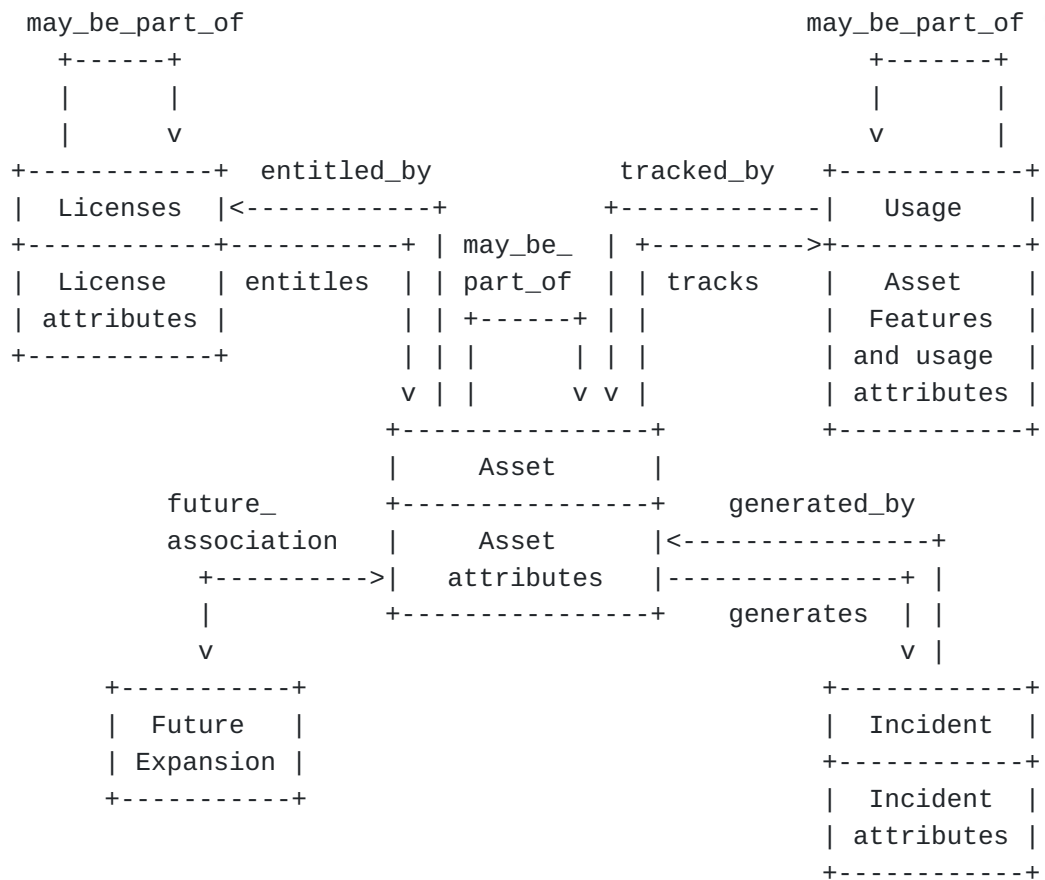 may_be_part_of may_be_part_of
+------+ +-------+
| | | |
| v v |
+------------+ entitled_by tracked_by +------------+
| Licenses |<------------+ +-------------| Usage |
+------------+-----------+ | may_be_ | +---------->+------------+
| License | entitles | | part_of | | tracks | Asset |
| attributes | | | +------+ | | | Features |
+------------+ | | | | | | | and usage |
v | | v v | | attributes |
+----------------+ +------------+
| Asset |
future_ +----------------+ generated_by
association | Asset |<----------------+
+---------->| attributes |---------------+ |
| +----------------+ generates | |
v v |
+-----------+ +------------+
| Future | | Incident |
| Expansion | +------------+
+-----------+ | Incident |
| attributes |
+------------+